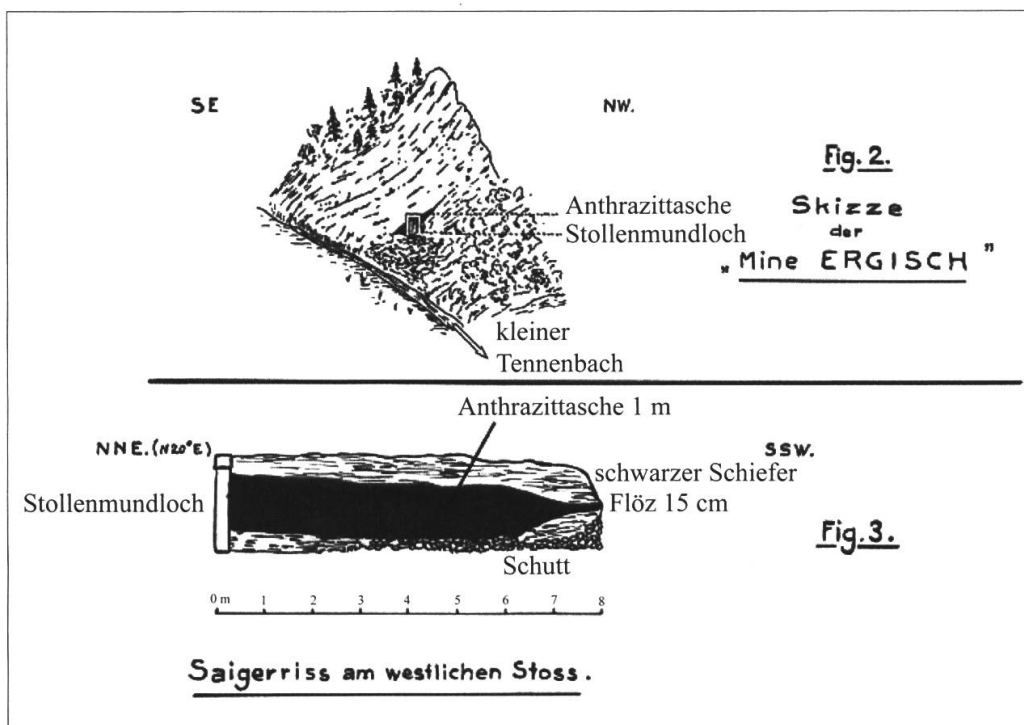 SE
NW.
Fig. 2.
Skizze
der
„Mine ERGISCH"
Anthrazittasche
Stollenmundloch
kleiner
Tennenbach
Anthrazittasche 1 m
NNE. (N20°E)
SSW.
schwarzer Schiefer
Stollenmundloch
Flöz 15 cm
Fig. 3.
Schutt
0 m 1 2 3 4 5 6 7 8
Saigerriss am westlichen Stoss.